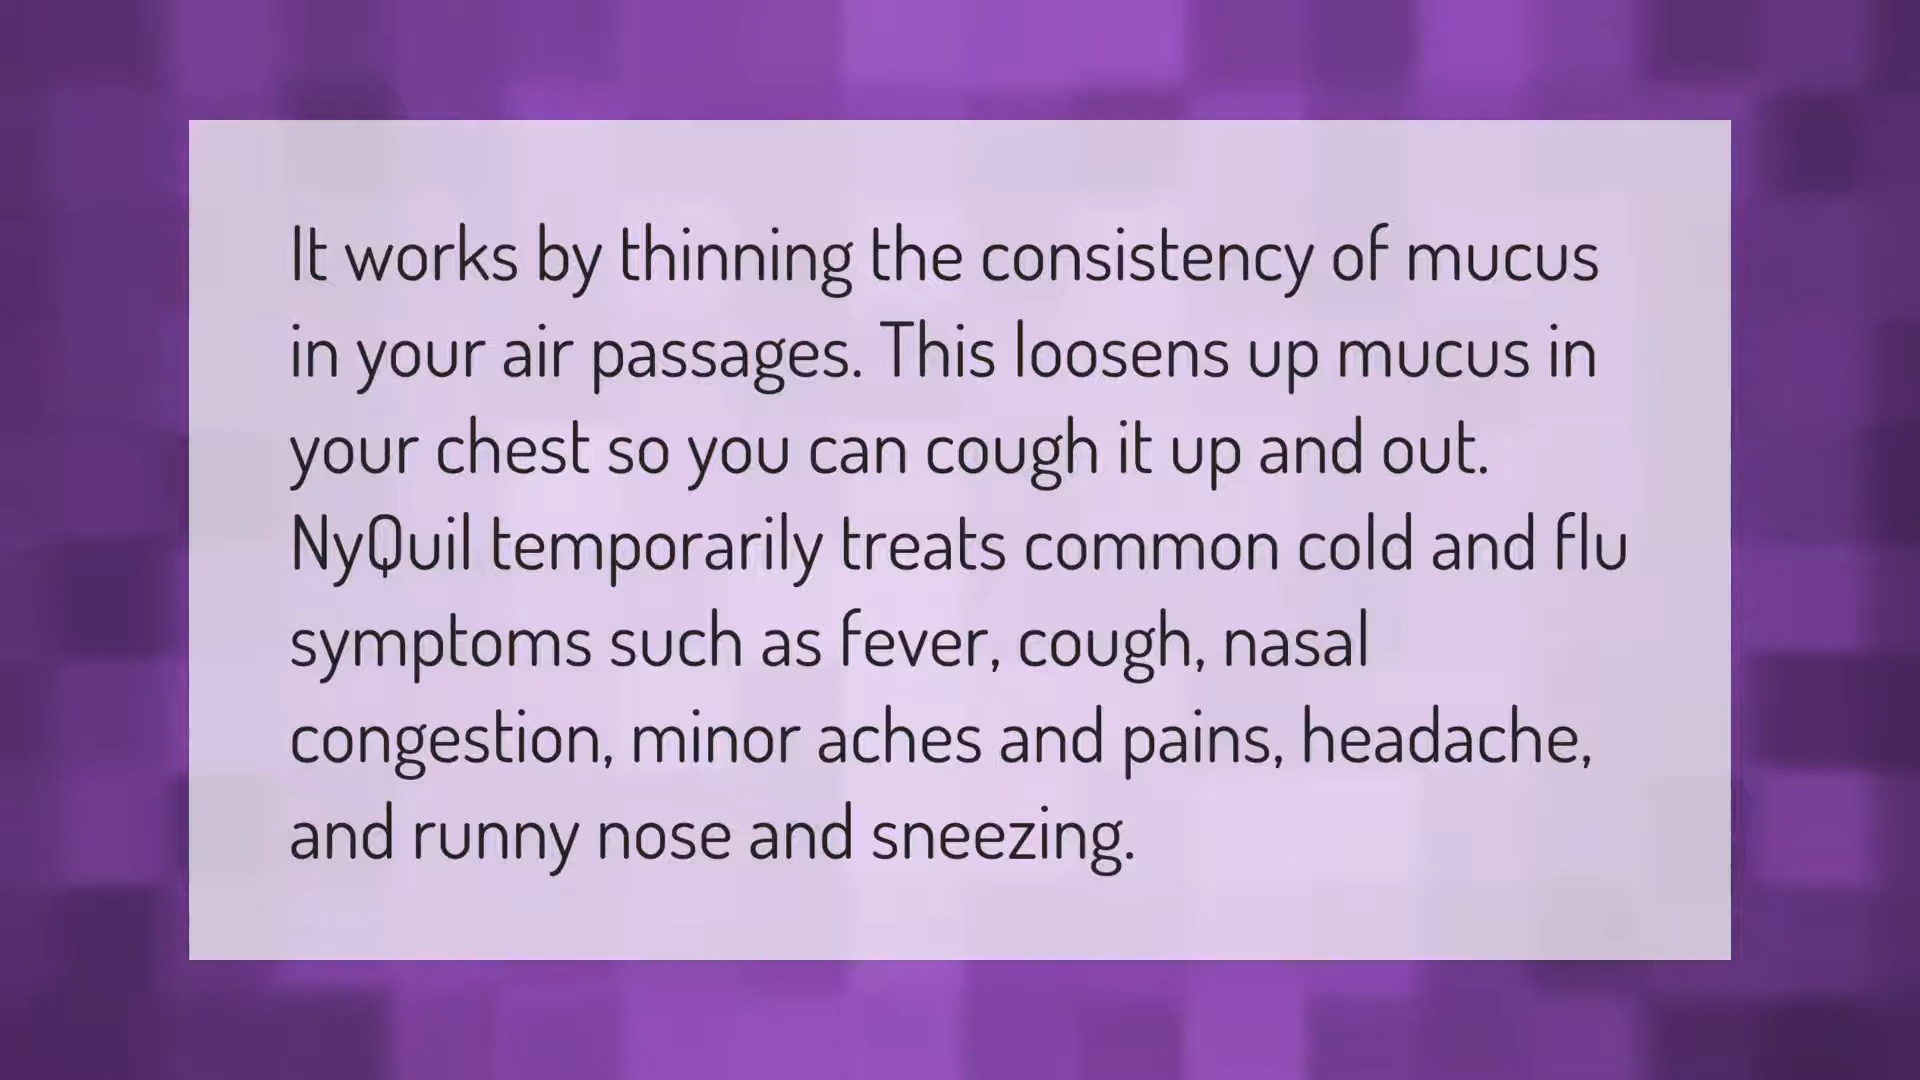 It works by thinning the consistency of mucus
in your air passages. This loosens up mucus in
your chest so you can cough it up and out.
NyQuil temporarily treats common cold and flu
symptoms such as fever, cough, nasal
congestion, minor aches and pains, headache,
and runny nose and sneezing.